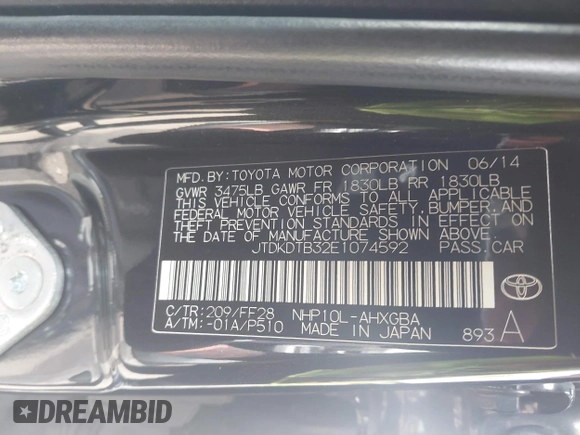 MFD.BY:TOYOTA MOTOR CORPORATION 06/14
GVWR 3475LB GAWR FR 1830LB RR 1830LB
THIS VEHICLE CONFORMS TO ALL APPLICABLE
FEDERAL MOTOR VEHICLE SAFETY, BUMPER, AND
THEFT PREVENTION STANDARDS IN EFFECT ON
THE DATE OF MANUFACTURE SHOWN ABOVE.
JTDKDTB32E1074592 PASS.CAR
C/TR:209/FF28 NHP10L-AHXGBA
A/TM:-01A/P510 MADE IN JAPAN 893 A
DREAMBID